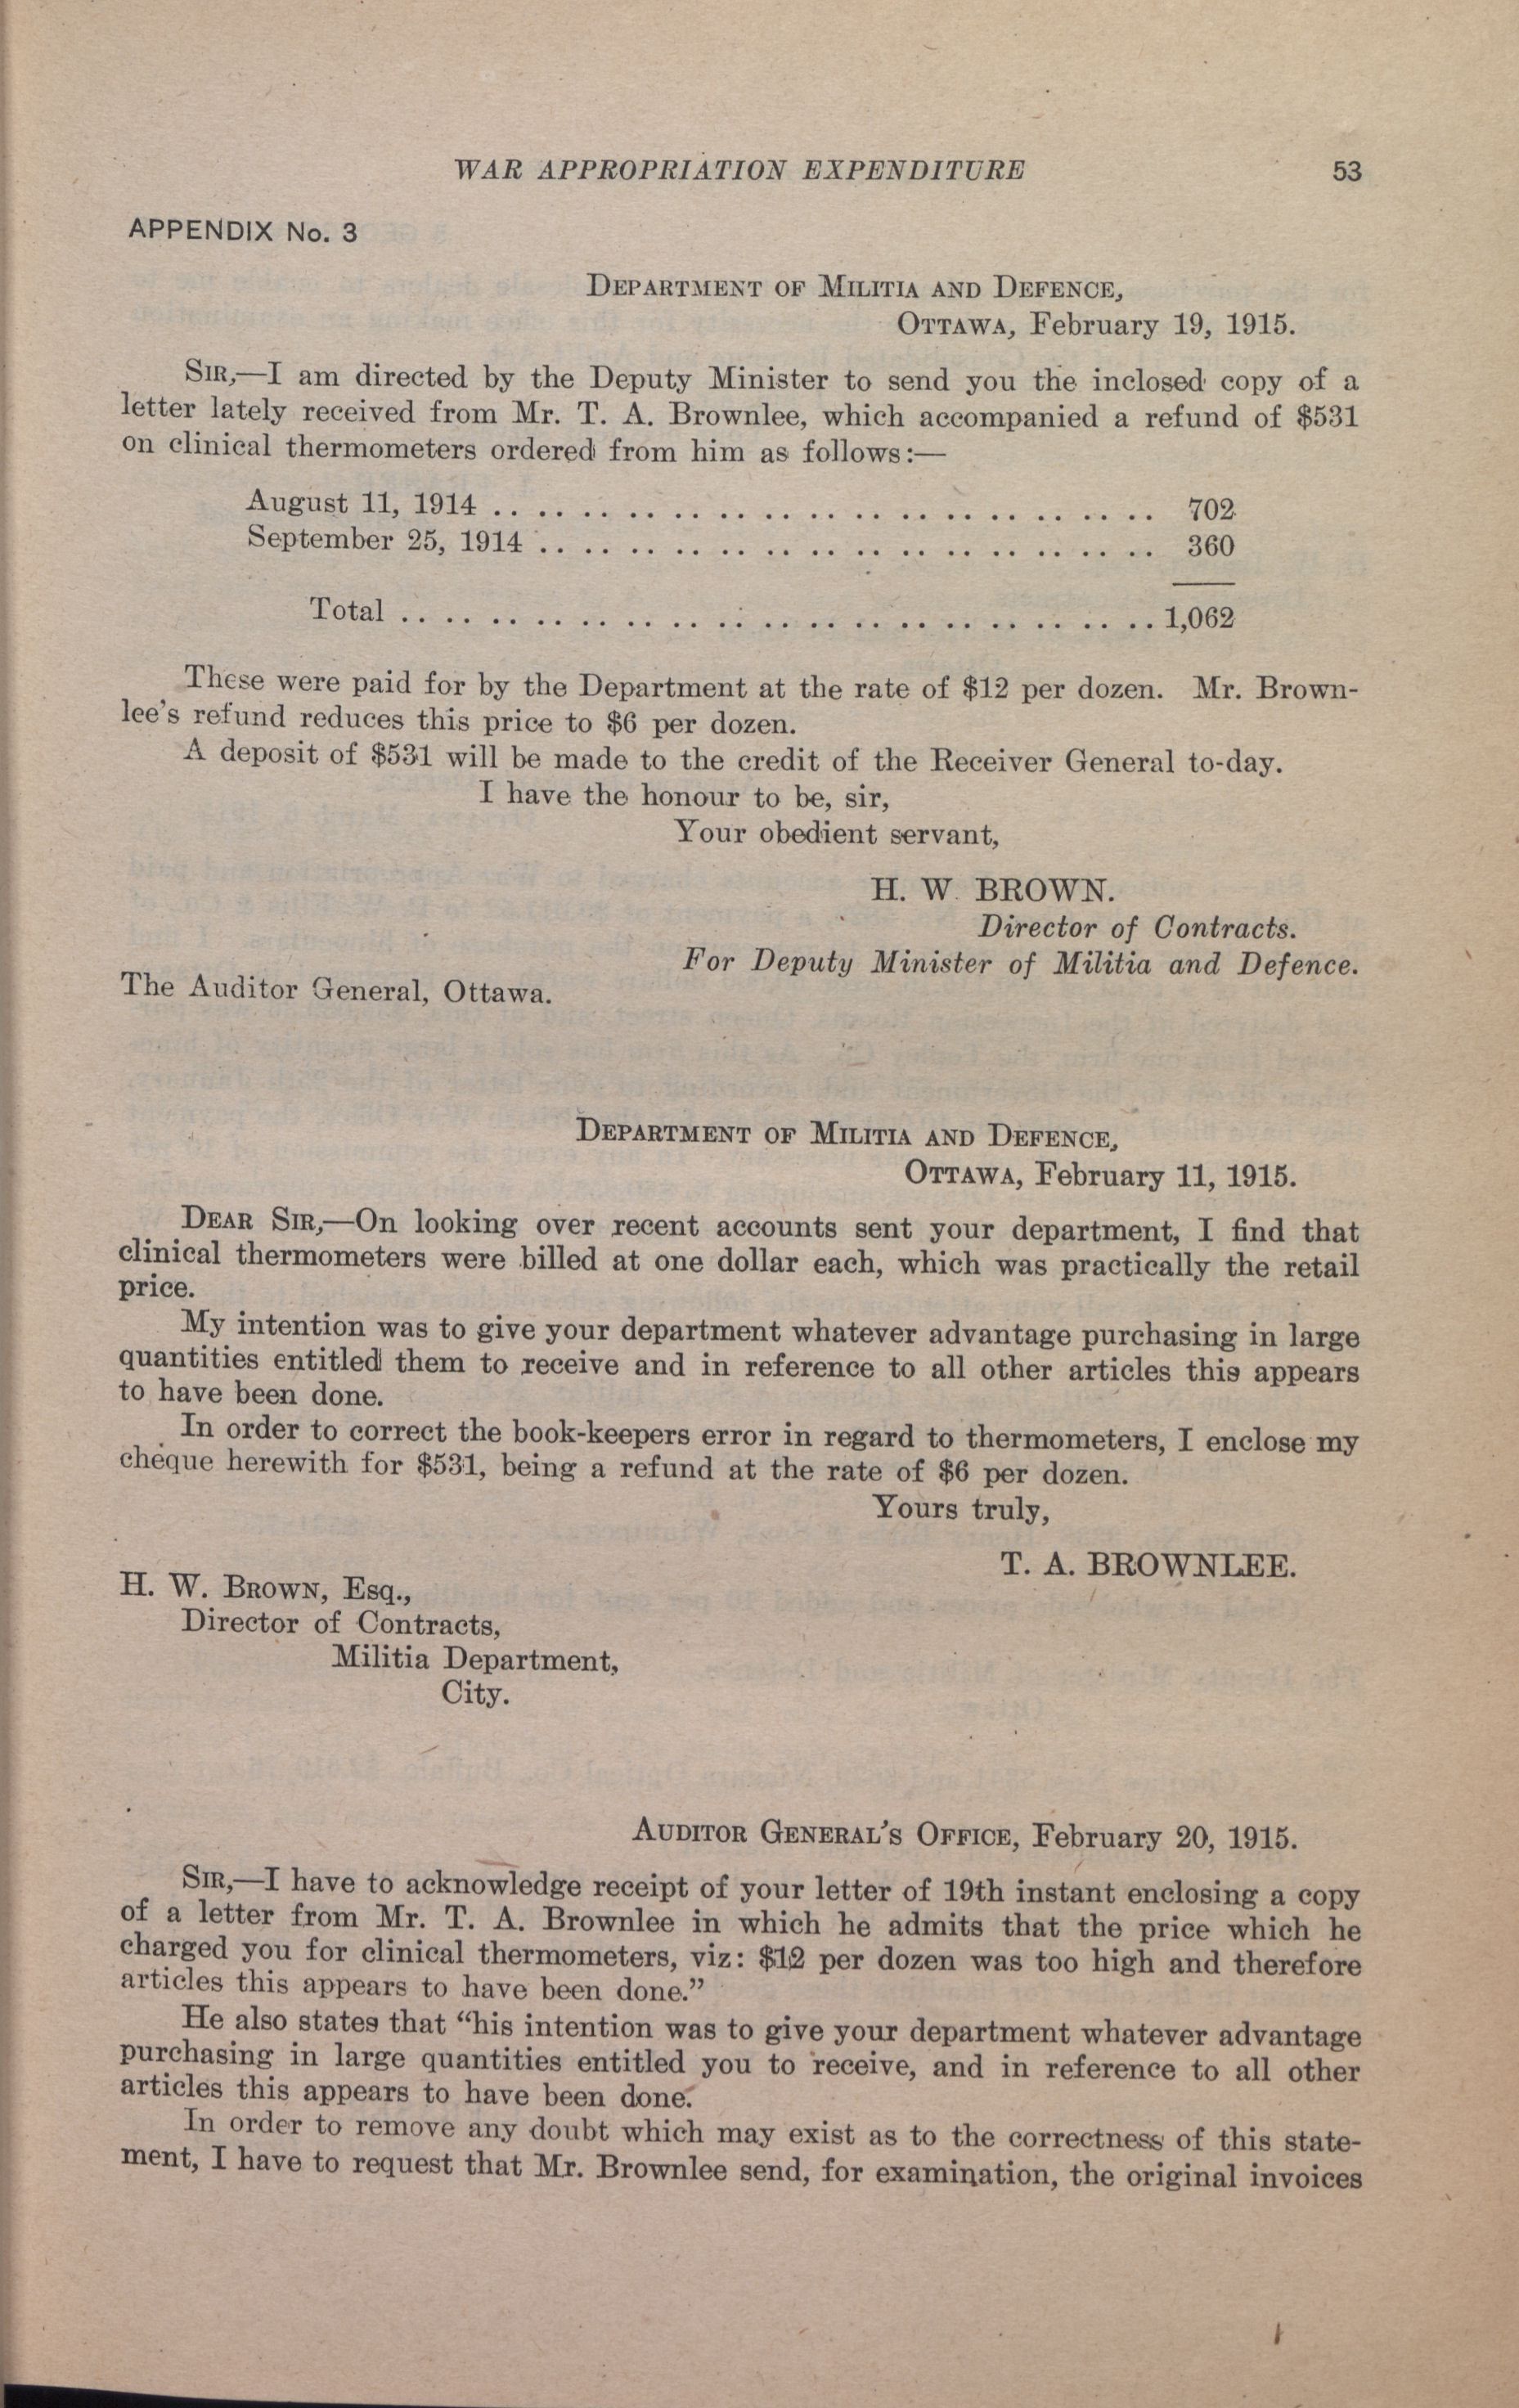 WAR APPROPRIATION EXPENDITURE 53
APPENDIX No. 3
DEPARTMENT OF MILITIA AND DEFENCE,
OTTAWA, February 19, 1915.
SIR,—I am directed by the Deputy Minister to send you the inclosed copy of a
letter lately received from Mr. T. A. Brownlee, which accompanied a refund of $531
on clinical thermometers ordered from him as follows:—
August 11, 1914 .. .. .. .. .. .. .. .. .. .. .. .. .. .. .. 702
September 25, 1914 .. .. .. .. .. .. .. .. .. .. .. .. .. .. 360
Total .. .. .. .. .. .. .. .. .. .. .. .. .. .. .. .. .. 1,062
These were paid for by the Department at the rate of $12 per dozen. Mr. Brown-
lee's refund reduces this price to $6 per dozen.
A deposit of $531 will be made to the credit of the Receiver General to-day.
I have the honour to be, sir,
Your obedient servant,
H. W. BROWN.
Director of Contracts.
For Deputy Minister of Militia and Defence.
The Auditor General, Ottawa.
DEPARTMENT OF MILITIA AND DEFENCE,
OTTAWA, February 11, 1915.
DEAR SIR,—On looking over recent accounts sent your department, I find that
clinical thermometers were billed at one dollar each, which was practically the retail
price.
My intention was to give your department whatever advantage purchasing in large
quantities entitled them to receive and in reference to all other articles this appears
to have been done.
In order to correct the book-keepers error in regard to thermometers, I enclose my
cheque herewith for $531, being a refund at the rate of $6 per dozen.
Yours truly,
T. A. BROWNLEE.
H. W. BROWN, Esq.,
Director of Contracts,
Militia Department,
City.
AUDITOR GENERAL'S OFFICE, February 20, 1915.
SIR,—I have to acknowledge receipt of your letter of 19th instant enclosing a copy
of a letter from Mr. T. A. Brownlee in which he admits that the price which he
charged you for clinical thermometers, viz: $12 per dozen was too high and therefore
articles this appears to have been done."
He also states that "his intention was to give your department whatever advantage
purchasing in large quantities entitled you to receive, and in reference to all other
articles this appears to have been done.
In order to remove any doubt which may exist as to the correctness of this state-
ment, I have to request that Mr. Brownlee send, for examination, the original invoices